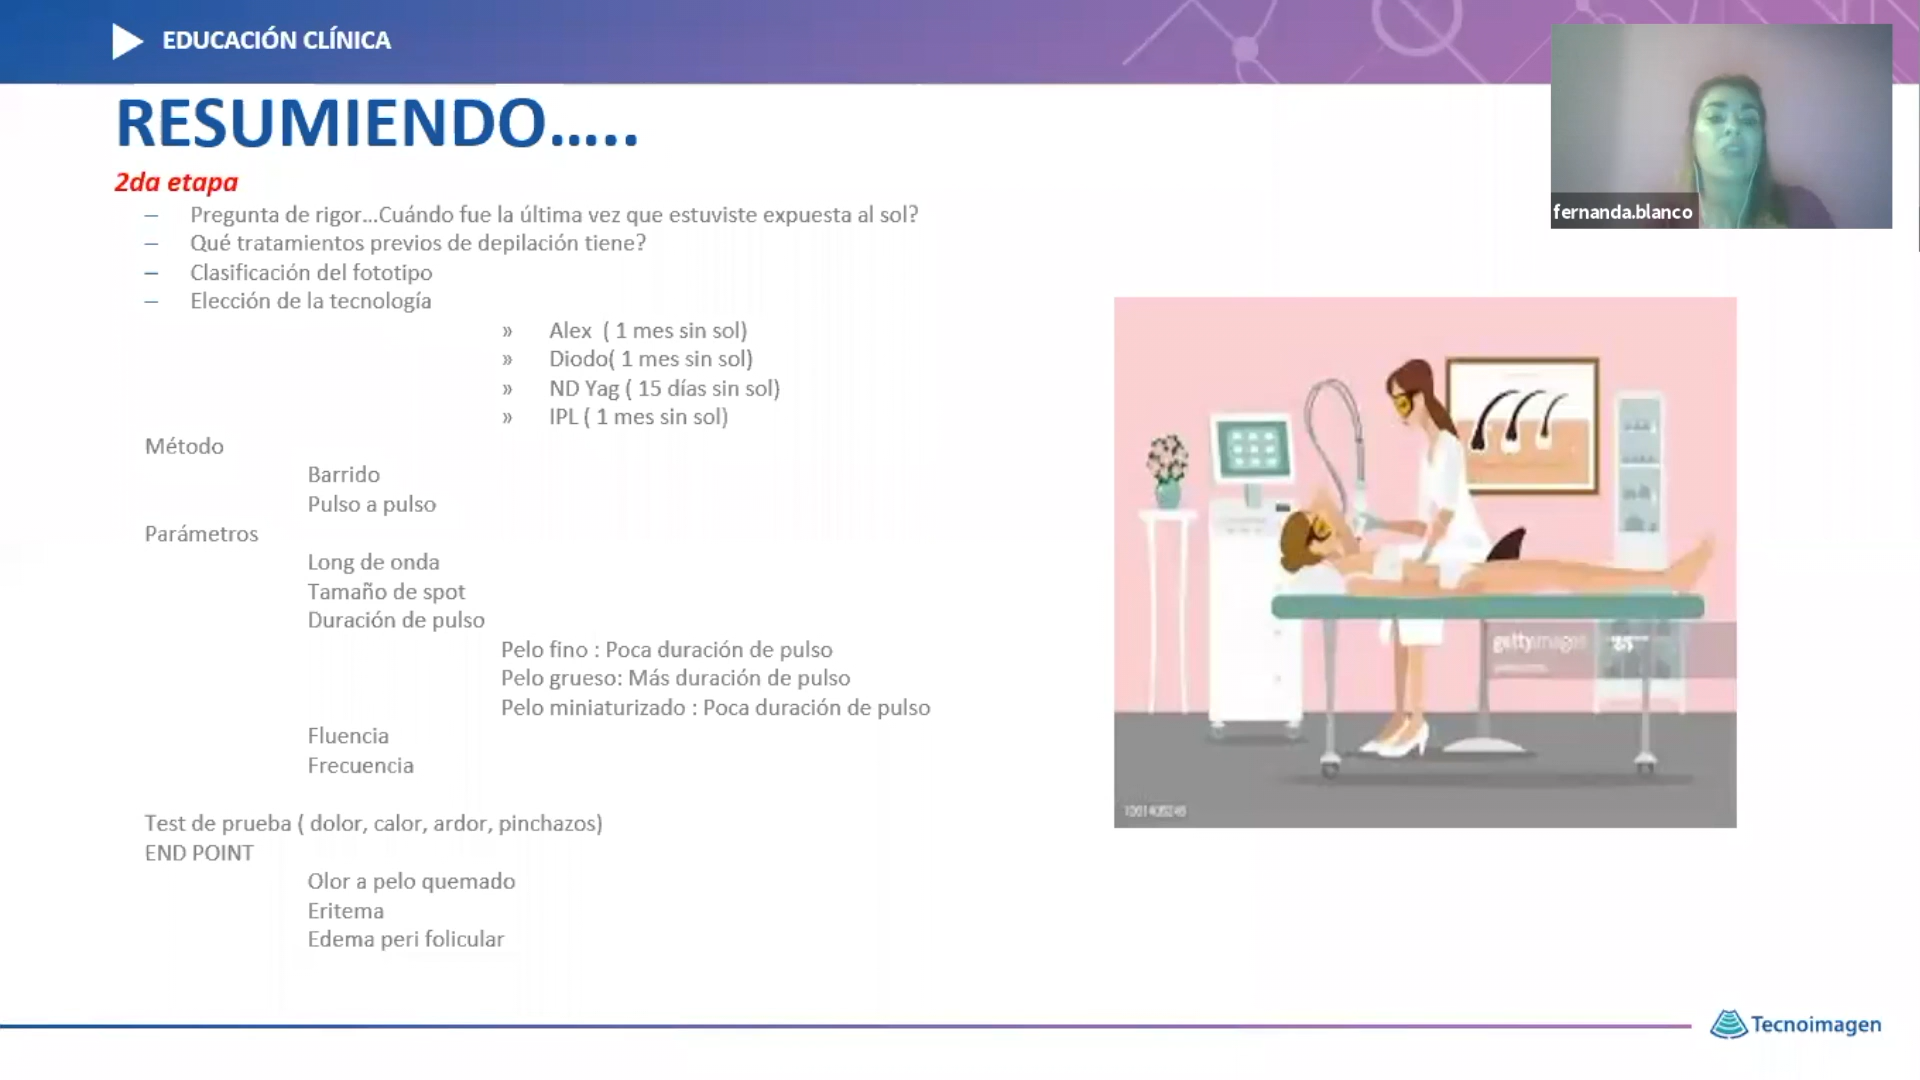 EDUCACIÓN CLÍNICA
RESUMIENDO…..
2da etapa
– Pregunta de rigor…Cuándo fue la última vez que estuviste expuesta al sol?
– Qué tratamientos previos de depilación tiene?
– Clasificación del fototipo
– Elección de la tecnología
» Alex ( 1 mes sin sol)
» Diodo( 1 mes sin sol)
» ND Yag ( 15 días sin sol)
» IPL ( 1 mes sin sol)
Método
Barrido
Pulso a pulso
Parámetros
Long de onda
Tamaño de spot
Duración de pulso
Pelo fino : Poca duración de pulso
Pelo grueso: Más duración de pulso
Pelo miniaturizado : Poca duración de pulso
Fluencia
Frecuencia
Test de prueba ( dolor, calor, ardor, pinchazos)
END POINT
Olor a pelo quemado
Eritema
Edema peri folicular
fernanda.blanco
gettyimages
Tecnoimagen